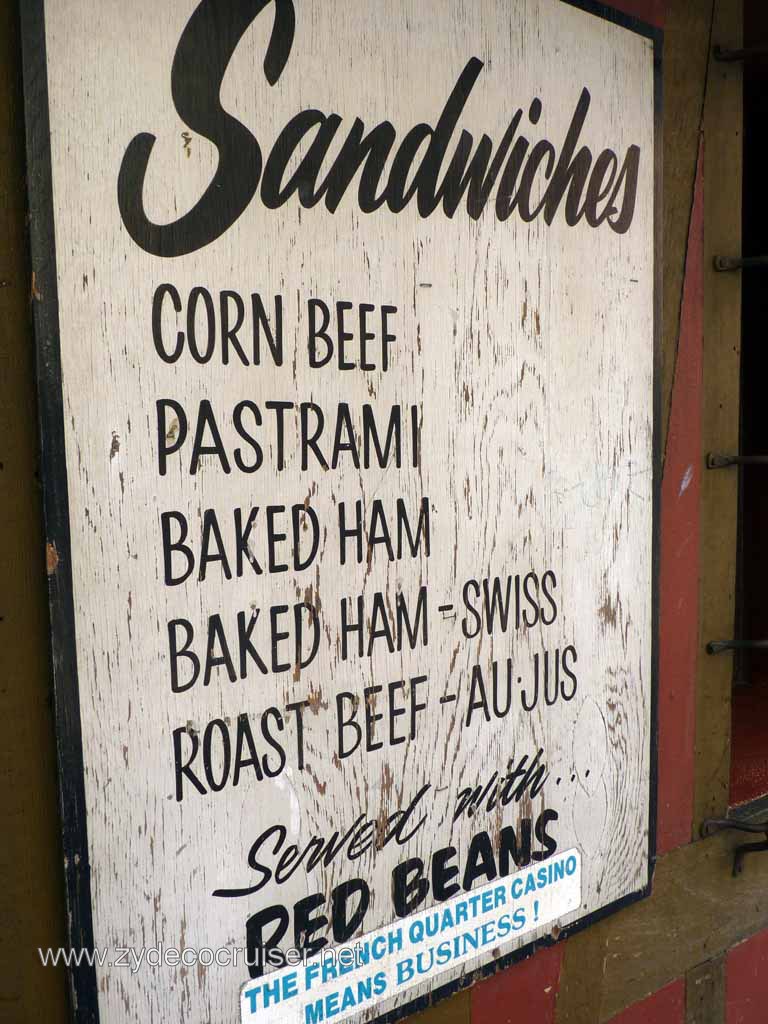 Sandwiches
CORN BEEF
PASTRAMI
BAKED HAM
BAKED HAM-SWISS
ROAST BEEF-AU·JUS
Served with...
RED BEANS
THE FRENCH QUARTER CASINO
MEANS BUSINESS!
www.zydecocruiser.net